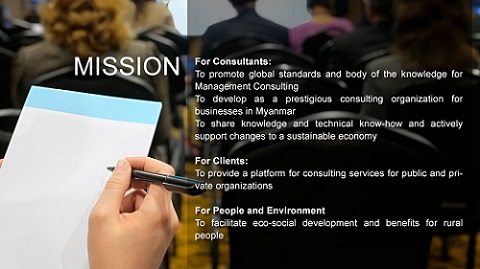 MISSION
For Consultants:
To promote global standards and body of the knowledge for
Management Consulting
To develop as a prestigious consulting organization for
businesses in Myanmar
To share knowledge and technical know-how and actively
support changes to a sustainable economy
For Clients:
To provide a platform for consulting services for public and pri-
vate organizations
For People and Environment
To facilitate eco-social development and benefits for rural
people